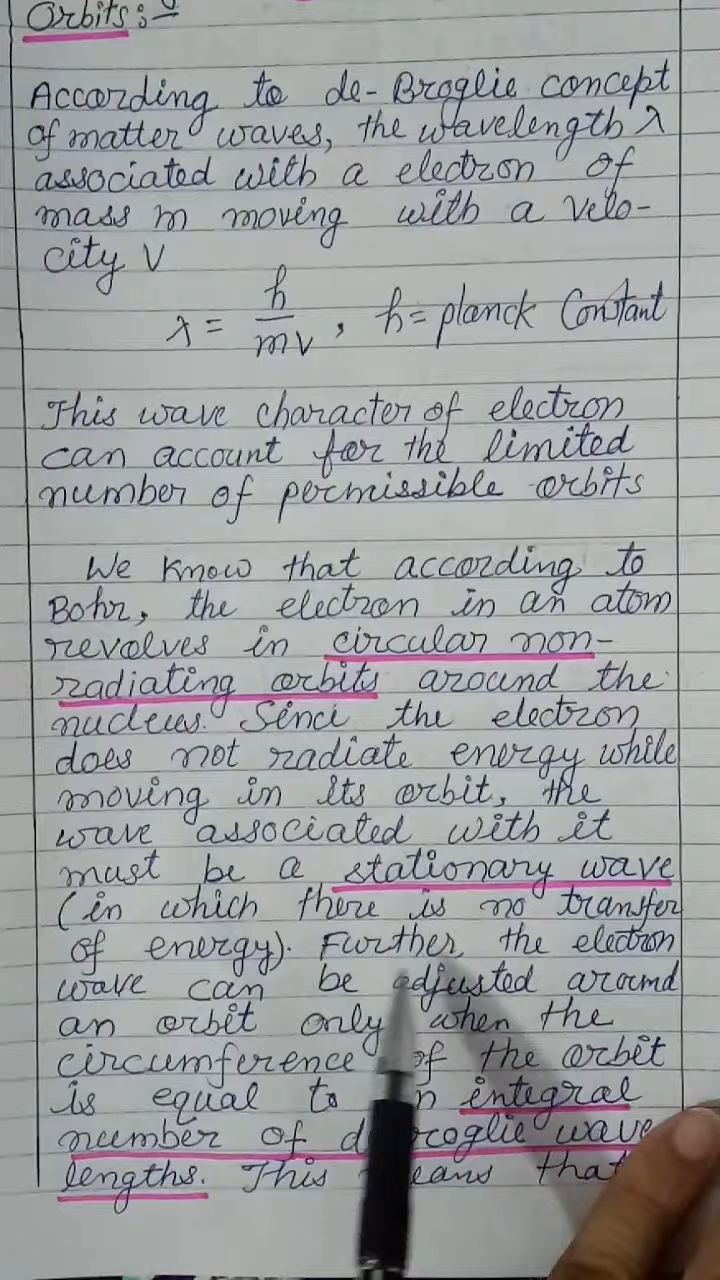 Orbits:-
According to de-Broglie concept
of matter waves, the wavelength λ
associated with a electron of
mass m moving with a velo-
city V
λ = h/mv, h = planck Constant
This wave character of electron
can account for the limited
number of permissible orbits
We know that according to
Bohr, the electron in an atom
revolves in circular non-
radiating orbits around the
nucleus. Since the electron
does not radiate energy while
moving in its orbit, the
wave associated with it
must be a stationary wave
(in which there is no transfer
of energy). Further, the electron
wave can be adjusted around
an orbit only when the
circumference of the orbit
is equal to integral
number of wave
lengths. This that